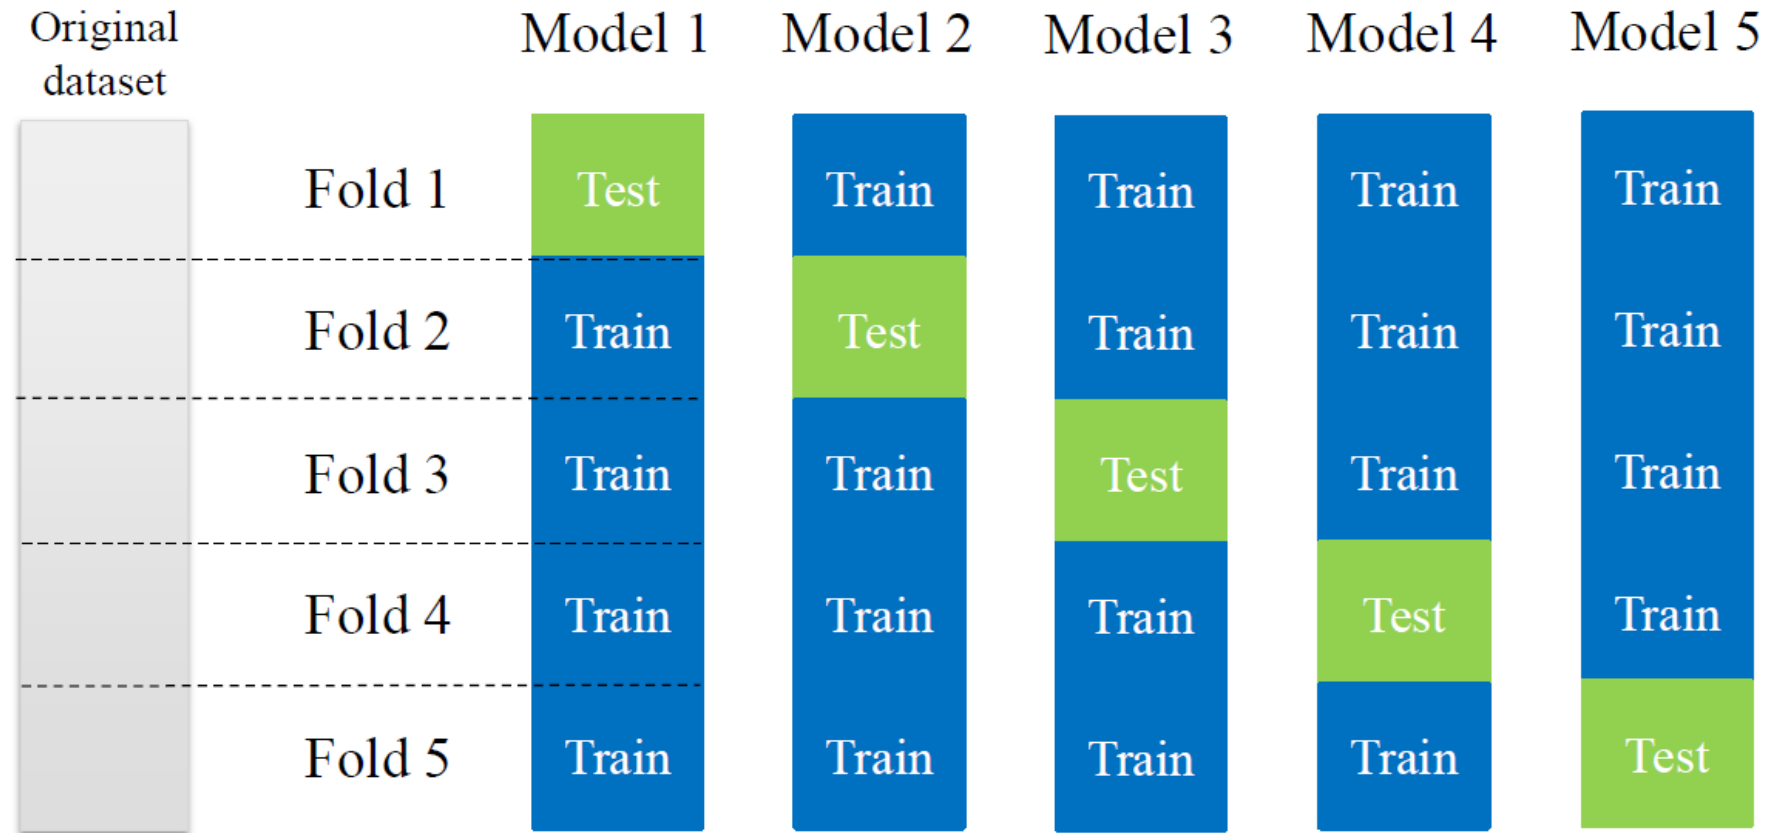 Original
dataset
Model 1 Model 2 Model 3 Model 4 Model 5
Fold 1 Test Train Train Train Train
Fold 2 Train Test Train Train Train
Fold 3 Train Train Test Train Train
Fold 4 Train Train Train Test Train
Fold 5 Train Train Train Train Test